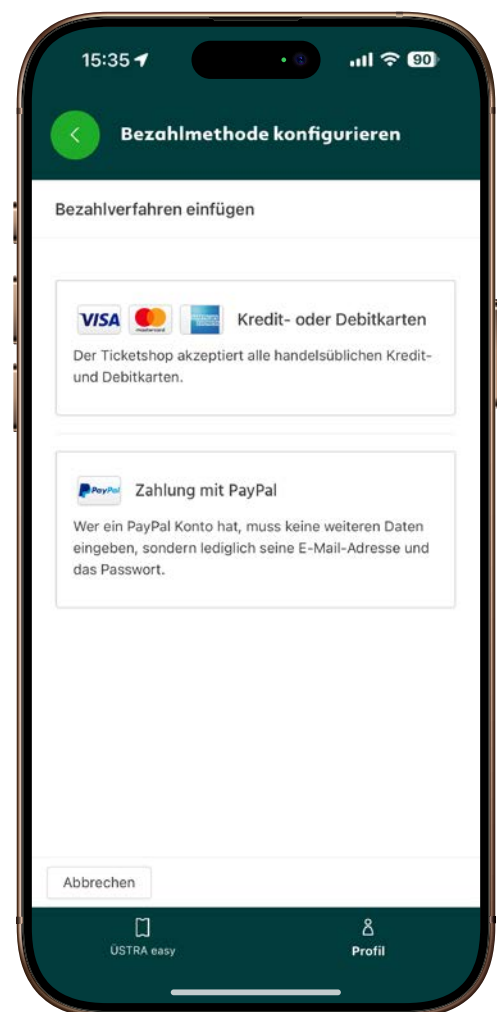 15:35 90
Bezahlmethode konfigurieren
Bezahlverfahren einfügen
VISA mastercard Kredit- oder Debitkarten
Der Ticketshop akzeptiert alle handelsüblichen Kredit-
und Debitkarten.
PayPal Zahlung mit PayPal
Wer ein PayPal Konto hat, muss keine weiteren Daten
eingeben, sondern lediglich seine E-Mail-Adresse und
das Passwort.
Abbrechen
ÜSTRA easy Profil